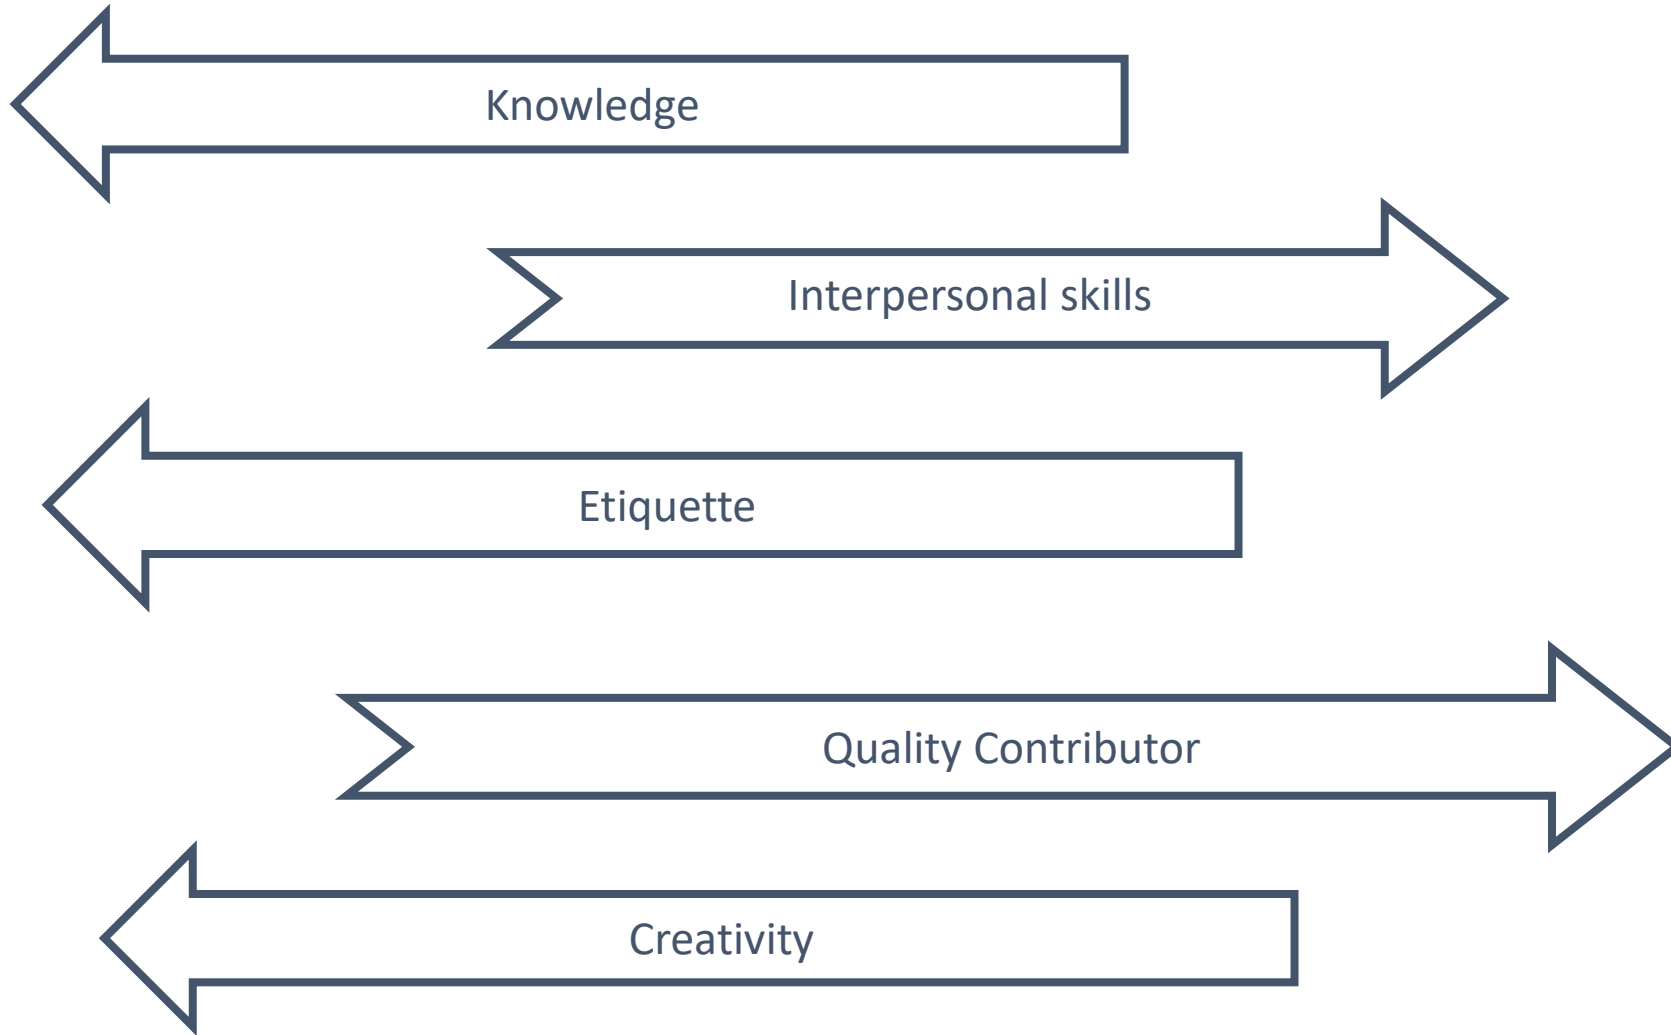 Knowledge
Interpersonal skills
Etiquette
Quality Contributor
Creativity